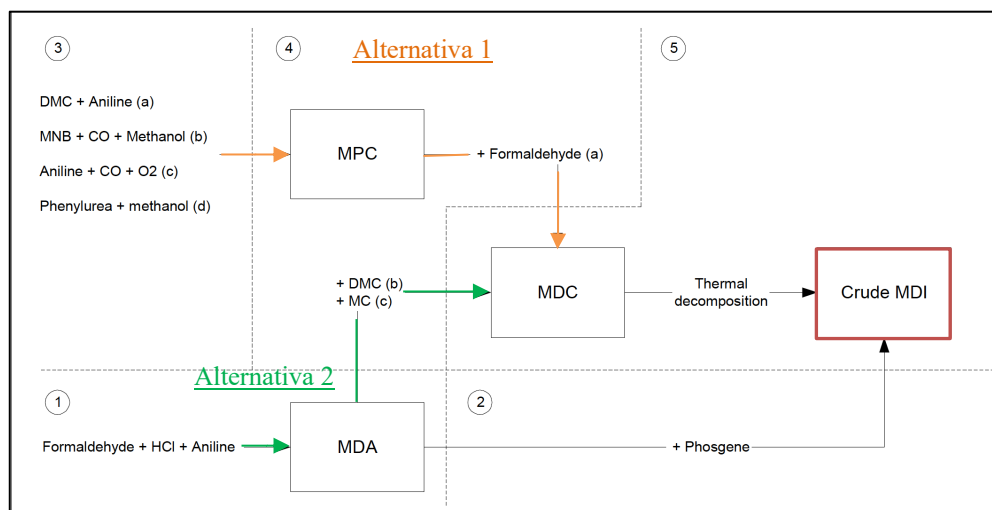 3
4
Alternativa 1
5
DMC + Aniline (a)
MNB + CO + Methanol (b)
Aniline + CO + O2 (c)
Phenylurea + methanol (d)
MPC
+ Formaldehyde (a)
+ DMC (b)
+ MC (c)
MDC
Thermal
decomposition
Crude MDI
Alternativa 2
1
2
Formaldehyde + HCl + Aniline
MDA
+ Phosgene